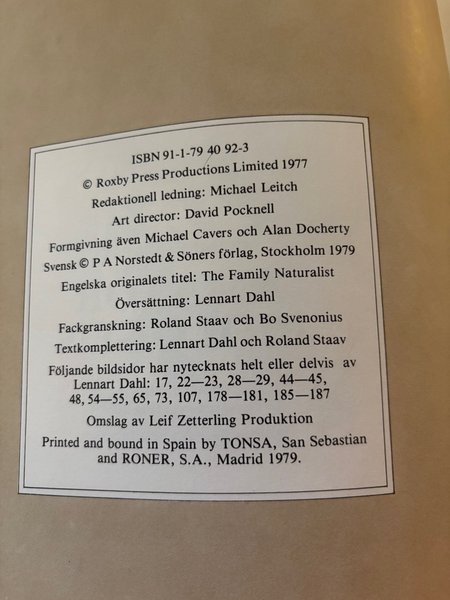 ISBN 91-1-79 40 92-3
© Roxby Press Productions Limited 1977
Redaktionell ledning: Michael Leitch
Art director: David Pocknell
Formgivning även Michael Cavers och Alan Docherty
Svensk © P A Norstedt & Söners förlag, Stockholm 1979
Engelska originalets titel: The Family Naturalist
Översättning: Lennart Dahl
Fackgranskning: Roland Staav och Bo Svenonius
Textkomplettering: Lennart Dahl och Roland Staav
Följande bildsidor har nytecknats helt eller delvis av
Lennart Dahl: 17, 22—23, 28—29, 44—45,
48, 54—55, 65, 73, 107, 178—181, 185—187
Omslag av Leif Zetterling Produktion
Printed and bound in Spain by TONSA, San Sebastian
and RONER, S.A., Madrid 1979.